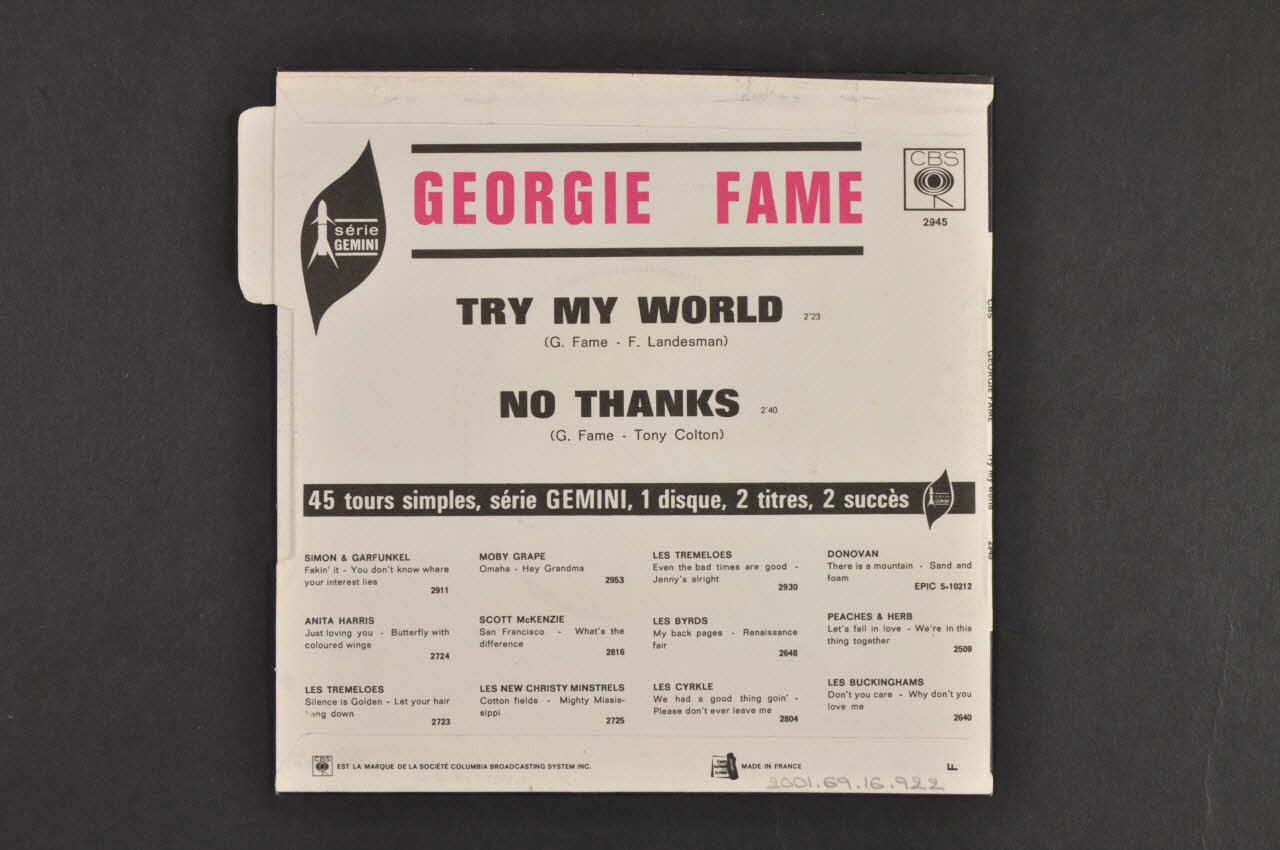 série
GEMINI
GEORGIE FAME
CBS
2945
TRY MY WORLD 2'23
(G. Fame - F. Landesman)
NO THANKS 2'40
(G. Fame - Tony Colton)
45 tours simples, série GEMINI, 1 disque, 2 titres, 2 succès
SIMON & GARFUNKEL
Fakin' it - You don't know where
your interest lies
2911
MOBY GRAPE
Omaha - Hey Grandma
2953
LES TREMELOES
Even the bad times are good -
Jenny's alright
2930
DONOVAN
There is a mountain - Sand and
foam
EPIC 5-10212
ANITA HARRIS
Just loving you - Butterfly with
coloured wings
2724
SCOTT McKENZIE
San Francisco - What's the
difference
2816
LES BYRDS
My back pages - Renaissance
fair
2648
PEACHES & HERB
Let's fall in love - We're in this
thing together
2509
LES TREMELOES
Silence is Golden - Let your hair
hang down
2723
LES NEW CHRISTY MINSTRELS
Cotton fields - Mighty Missis-
sippi
2725
LES CYRKLE
We had a good thing goin' -
Please don't ever leave me
2804
LES BUCKINGHAMS
Don't you care - Why don't you
love me
2640
CBS
EST LA MARQUE DE LA SOCIÉTÉ COLUMBIA BROADCASTING SYSTEM INC.
MADE IN FRANCE
F
2001.69.16.922
CBS GEORGIE FAME Try my world 2945